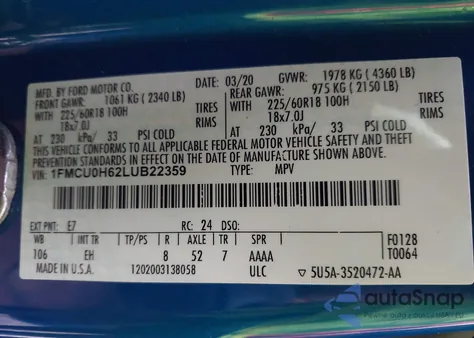 MFD. BY FORD MOTOR CO. DATE: 03/20 GVWR: 1978 KG (4360 LB)
FRONT GAWR: 1061 KG (2340 LB) REAR GAWR: 975 KG (2150 LB)
WITH 225/60R18 100H TIRES WITH 225/60R18 100H TIRES
18x7.0J RIMS 18x7.0J RIMS
AT 230 kPa/ 33 PSI COLD AT 230 kPa/ 33 PSI COLD
THIS VEHICLE CONFORMS TO ALL APPLICABLE FEDERAL MOTOR VEHICLE SAFETY AND THEFT PREVENTION STANDARDS IN EFFECT ON THE DATE OF MANUFACTURE SHOWN ABOVE.
VIN: 1FMCU0H62LUB22359 TYPE: MPV
EXT PNT: E7 RC: 24 DSO: F0128
WB INT TR TP/PS R AXLE TR SPR T0064
106 EH 8 52 7 AAAA
MADE IN U.S.A. 1202003138058 ULC 5U5A-3520472-AA
autoSnap